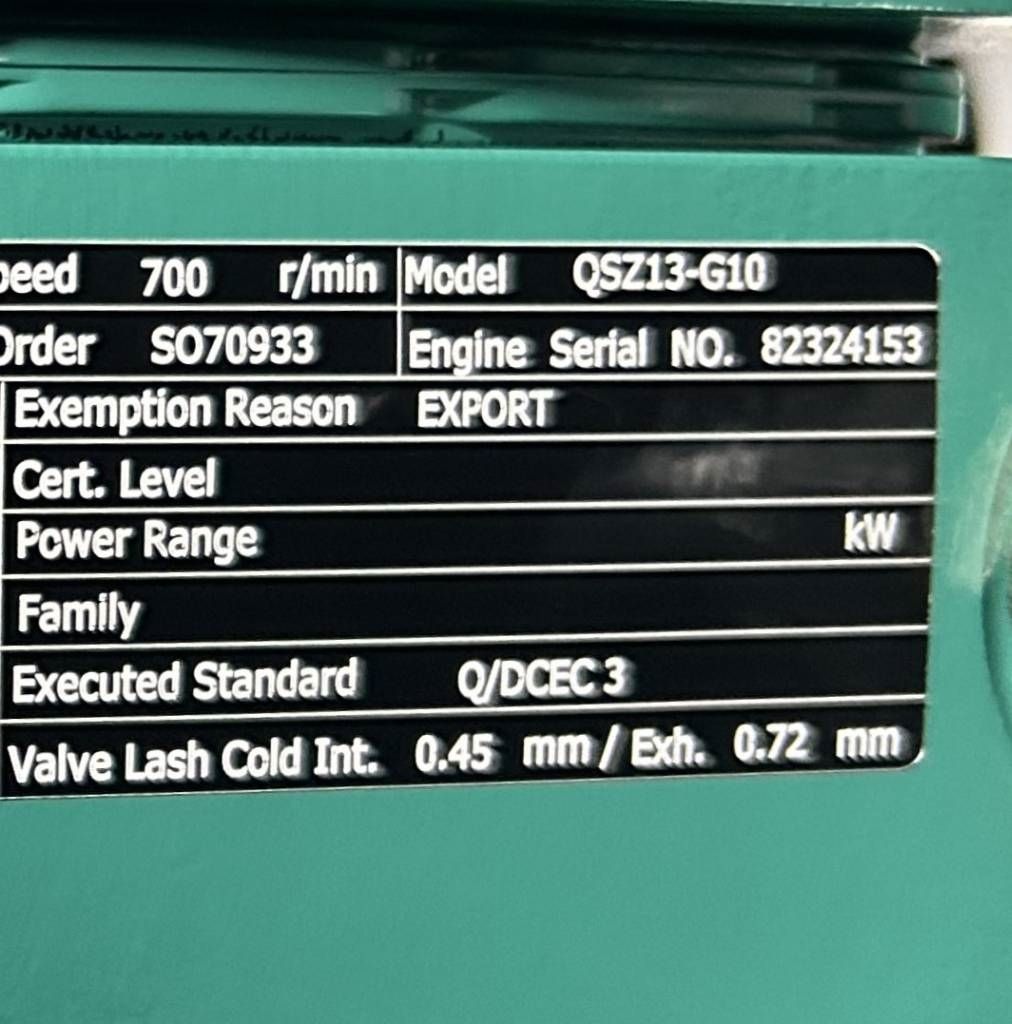 peed 700 r/min Model QSZ13-G10
Order SO70933 Engine Serial NO. 82324153
Exemption Reason EXPORT
Cert. Level
Power Range kW
Family
Executed Standard Q/DCEC 3
Valve Lash Cold Int. 0.45 mm / Exh. 0.72 mm